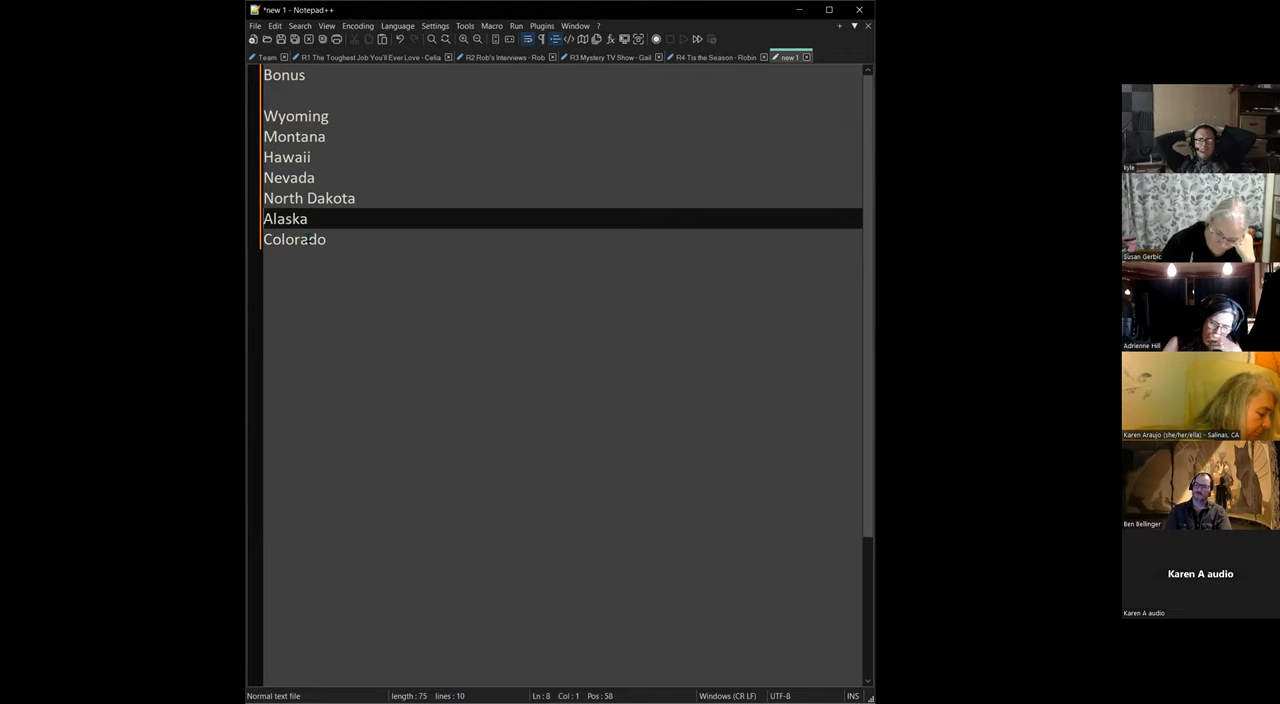 *new 1 - Notepad++
File Edit Search View Encoding Language Settings Tools Macro Run Plugins Window ?
Team R1 The Toughest Job You'll Ever Love - Celia R2 Rob's Interviews - Rob R3 Mystery TV Show - Gail R4 Tis the Season - Robin new 1
Bonus
Wyoming
Montana
Hawaii
Nevada
North Dakota
Alaska
Colorado
Normal text file length : 75 lines : 10 Ln : 8 Col : 1 Pos : 58 Windows (CR LF) UTF-8 INS
kyle
Susan Gerbic
Adrienne Hill
Karen Araujo (she/her/ella) - Salinas, CA
Ben Bellinger
Karen A audio
Karen A audio